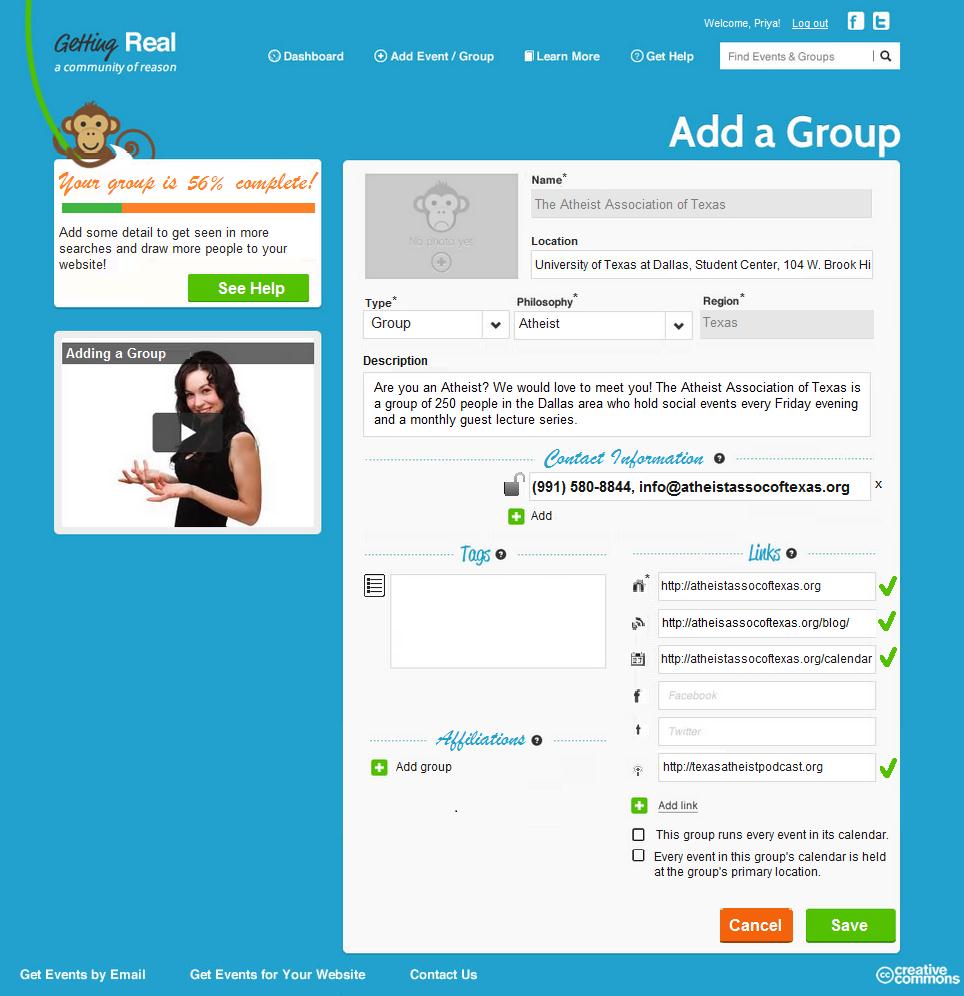 Welcome, Priya! Log out
Getting Real
a community of reason
Dashboard
Add Event / Group
Learn More
Get Help
Find Events & Groups
Add a Group
Your group is 56% complete!
Add some detail to get seen in more
searches and draw more people to your
website!
See Help
Adding a Group
No photo yet
Name*
The Atheist Association of Texas
Location
University of Texas at Dallas, Student Center, 104 W. Brook Hi
Type*
Group
Philosophy*
Atheist
Region*
Texas
Description
Are you an Atheist? We would love to meet you! The Atheist Association of Texas is
a group of 250 people in the Dallas area who hold social events every Friday evening
and a monthly guest lecture series.
Contact Information ?
(991) 580-8844, info@atheistassocoftexas.org x
Add
Tags ?
Affiliations ?
Add group
.
Links ?
*
http://atheistassocoftexas.org
http://atheisassocoftexas.org/blog/
http://atheistassocoftexas.org/calendar
Facebook
Twitter
http://texasatheistpodcast.org
Add link
This group runs every event in its calendar.
Every event in this group's calendar is held
at the group's primary location.
Cancel
Save
Get Events by Email
Get Events for Your Website
Contact Us
cc creative
commons